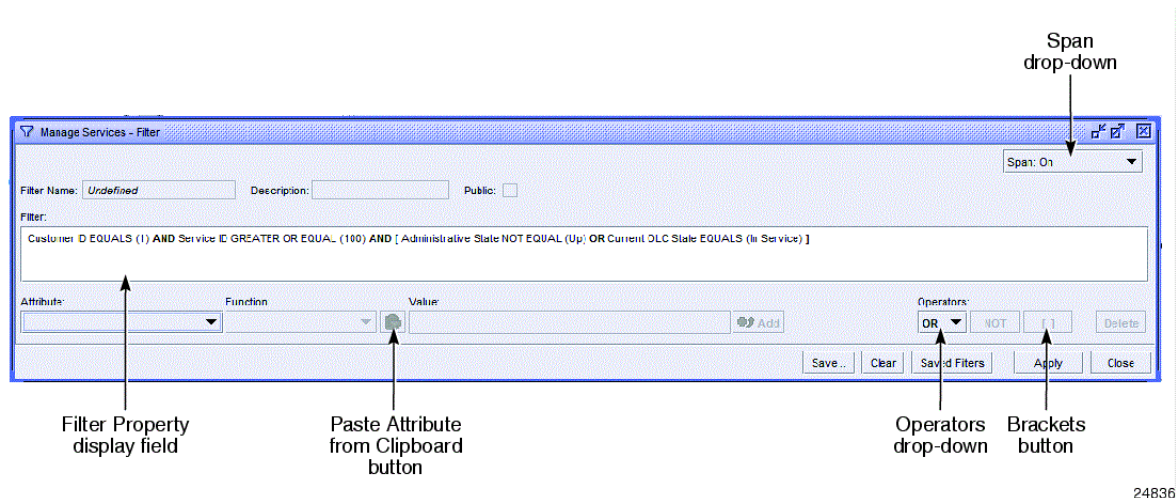 Span
drop-down
Manage Services - Filter
Span: On
Filter Name: Undefined Description: Public:
Filter:
Customer ID EQUALS (1) AND Service ID GREATER OR EQUAL (100) AND [ Administrative State NOT EQUAL (Up) OR Current OLC State EQUALS (In Service) ]
Attribute: Function Value: Operators:
Add OR NOT [ ] Delete
Save... Clear Saved Filters Apply Close
Filter Property
display field
Paste Attribute
from Clipboard
button
Operators
drop-down
Brackets
button
24836